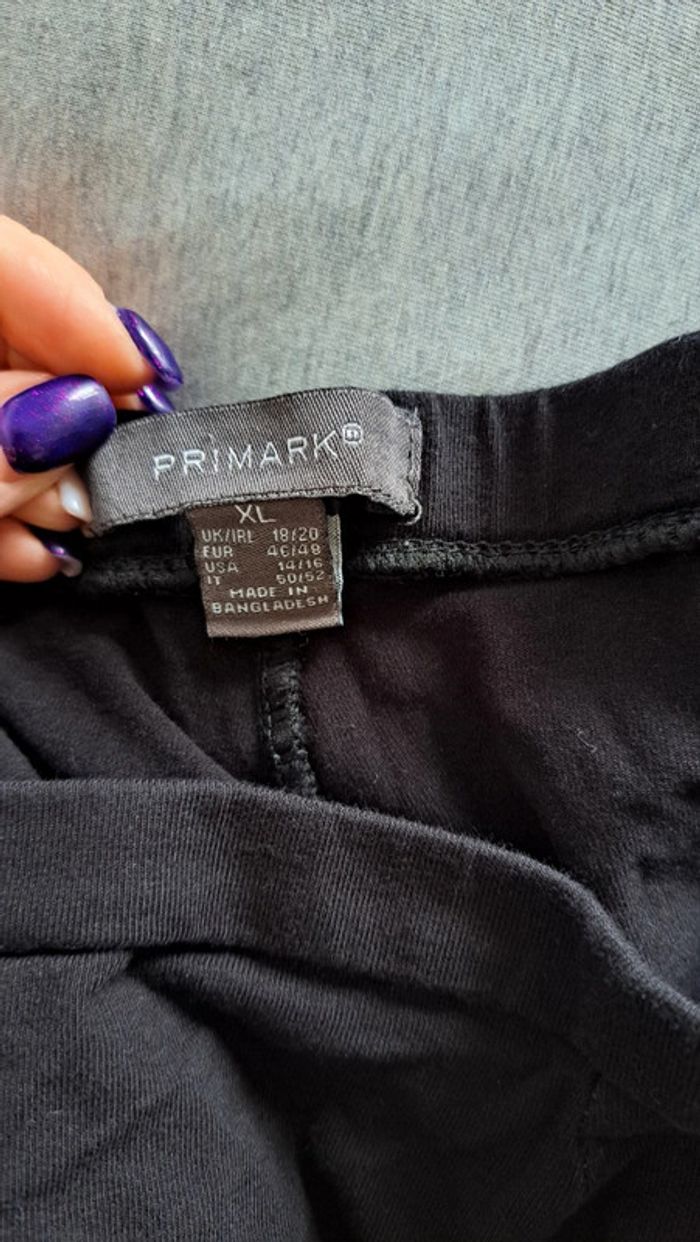 PRIMARK
XL
UK/IRL 18/20
EUR 46/48
USA 14/16
IT 50/52
MADE IN
BANGLADESH